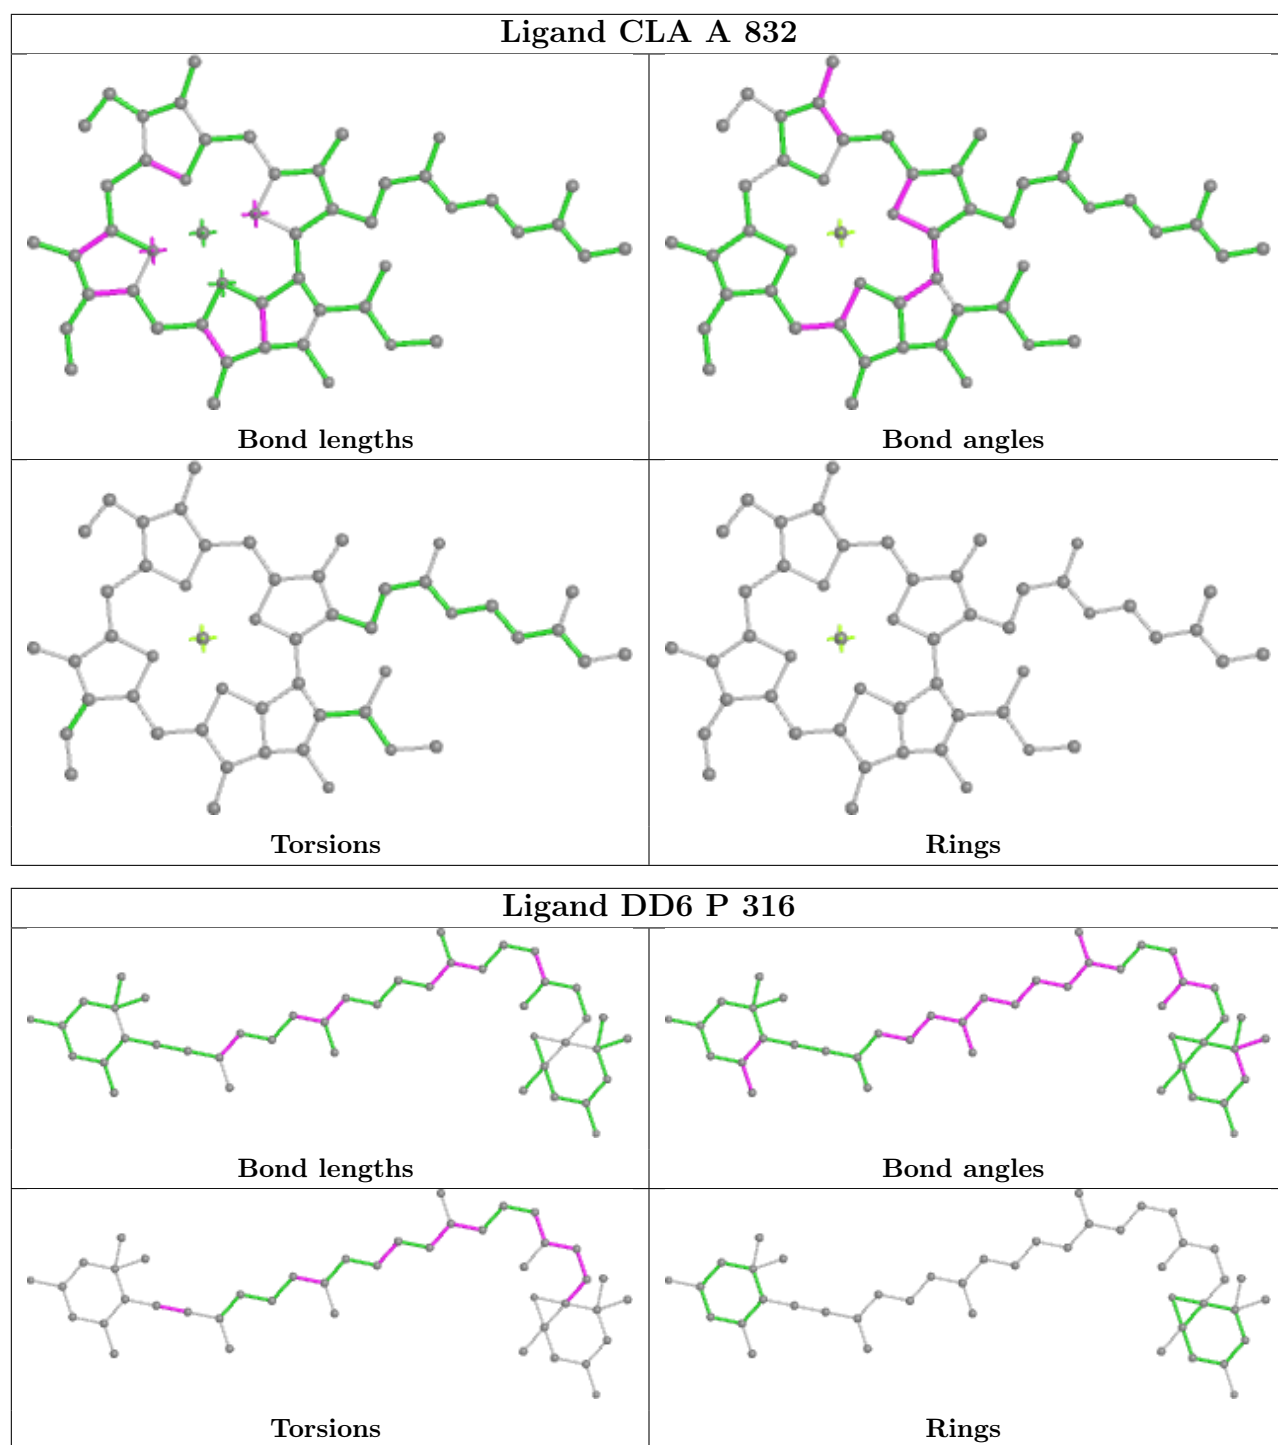 Ligand CLA A 832
Bond lengths
Bond angles
Torsions
Rings
Ligand DD6 P 316
Bond lengths
Bond angles
Torsions
Rings